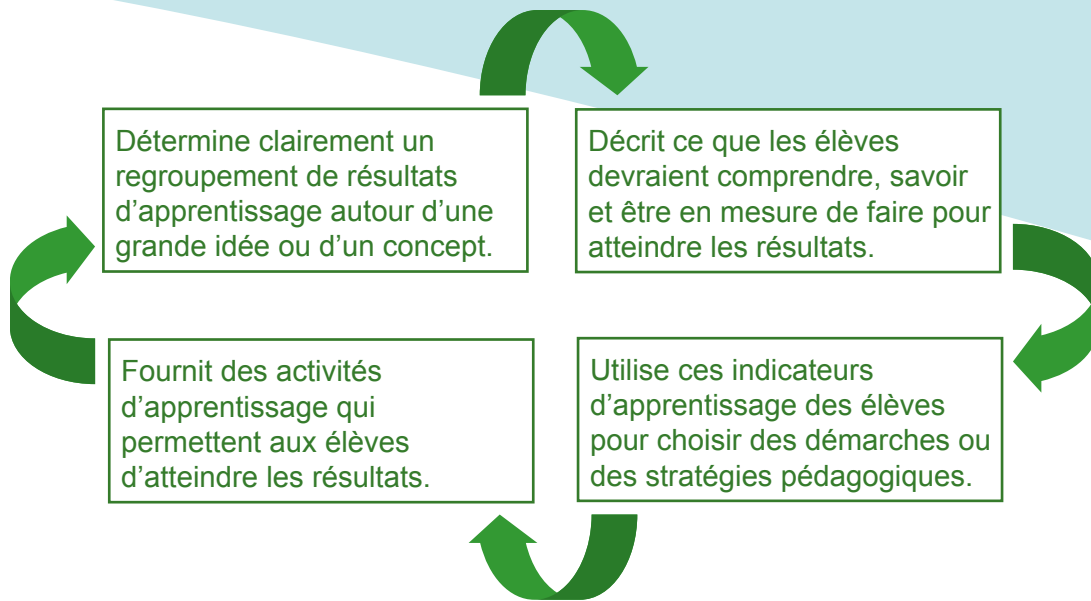 Détermine clairement un
regroupement de résultats
d’apprentissage autour d’une
grande idée ou d’un concept.
Décrit ce que les élèves
devraient comprendre, savoir
et être en mesure de faire pour
atteindre les résultats.
Utilise ces indicateurs
d’apprentissage des élèves
pour choisir des démarches ou
des stratégies pédagogiques.
Fournit des activités
d’apprentissage qui
permettent aux élèves
d’atteindre les résultats.